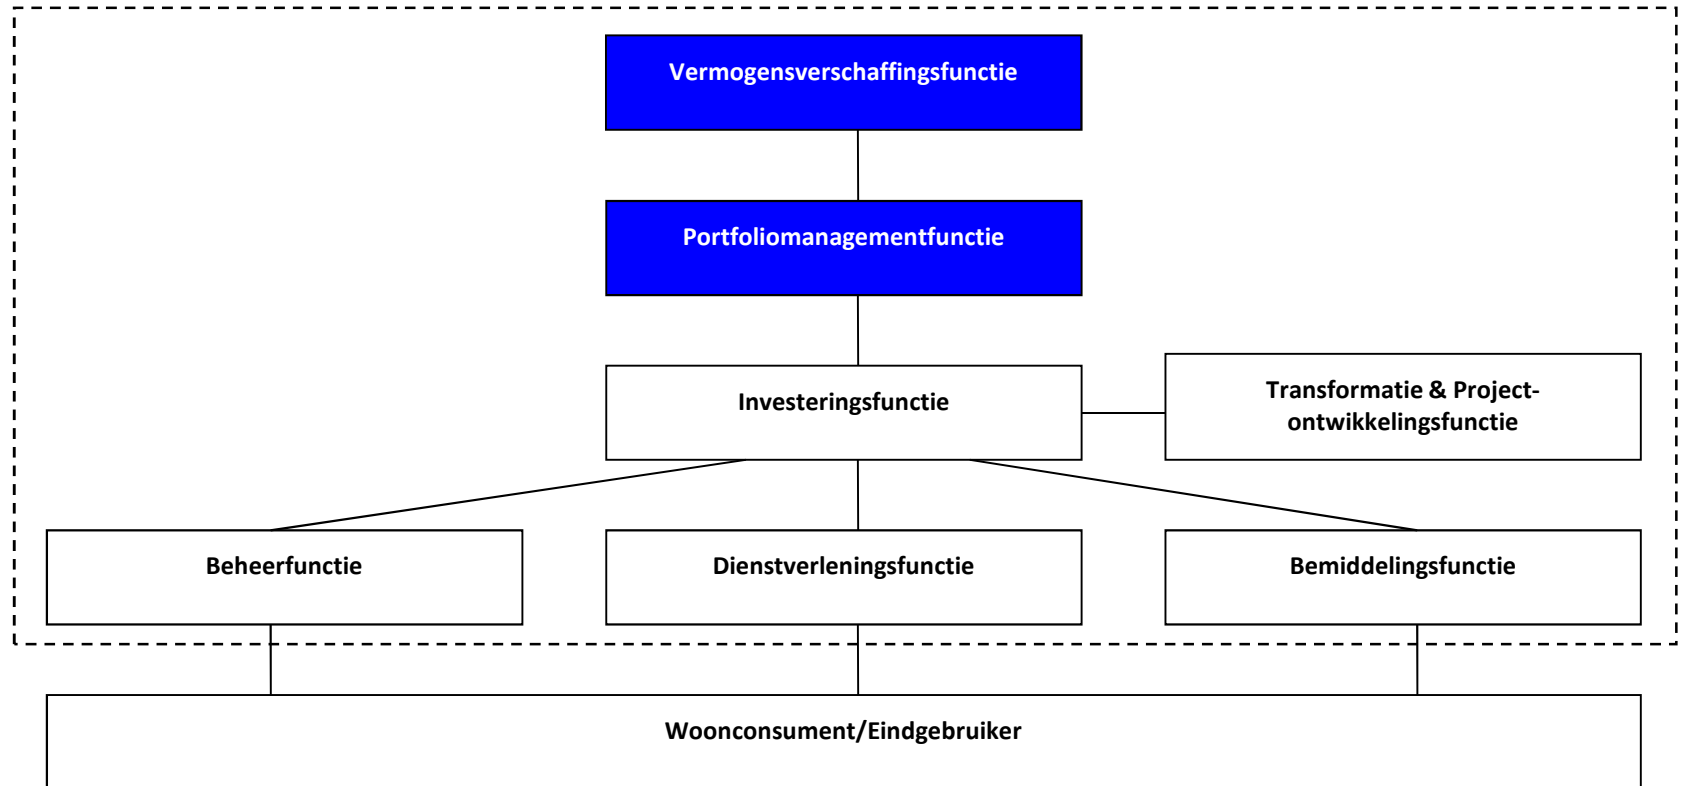 Vermogensverschaffingsfunctie
Portfoliomanagementfunctie
Investeringsfunctie
Transformatie & Project-
ontwikkelingsfunctie
Beheerfunctie
Dienstverleningsfunctie
Bemiddelingsfunctie
Woonconsument/Eindgebruiker